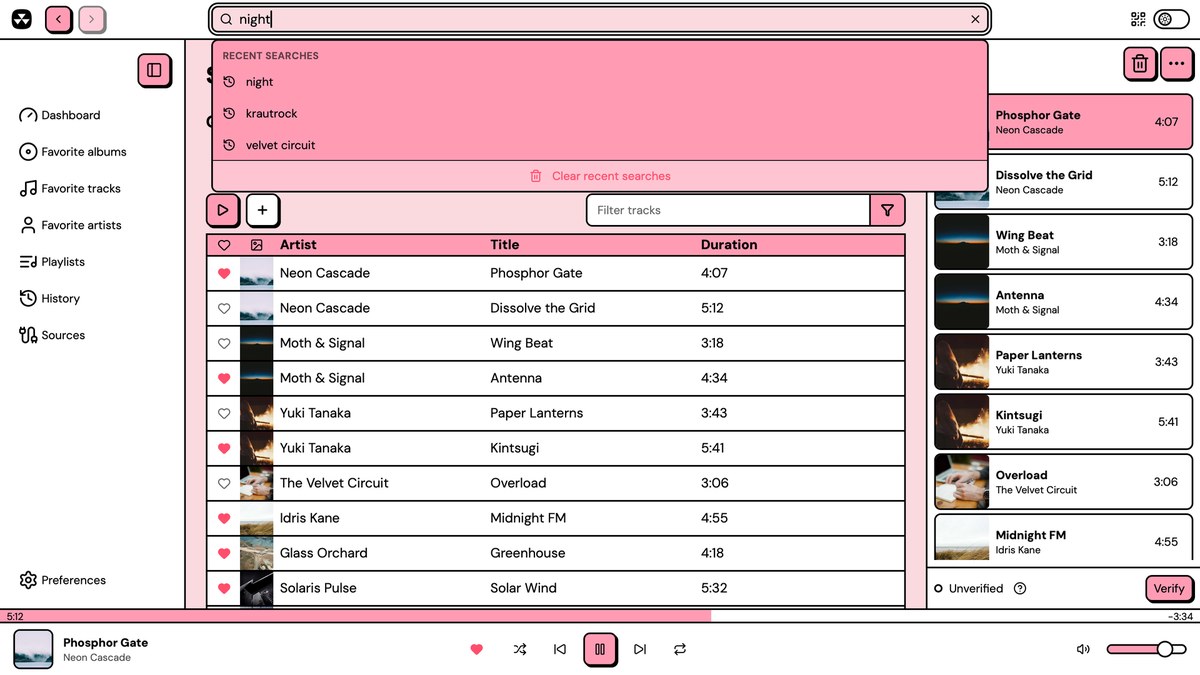 night
RECENT SEARCHES
night
krautrock
velvet circuit
Clear recent searches
Dashboard
Favorite albums
Favorite tracks
Favorite artists
Playlists
History
Sources
Preferences
Filter tracks
Artist Title Duration
Neon Cascade Phosphor Gate 4:07
Neon Cascade Dissolve the Grid 5:12
Moth & Signal Wing Beat 3:18
Moth & Signal Antenna 4:34
Yuki Tanaka Paper Lanterns 3:43
Yuki Tanaka Kintsugi 5:41
The Velvet Circuit Overload 3:06
Idris Kane Midnight FM 4:55
Glass Orchard Greenhouse 4:18
Solaris Pulse Solar Wind 5:32
Phosphor Gate 4:07
Neon Cascade
Dissolve the Grid 5:12
Neon Cascade
Wing Beat 3:18
Moth & Signal
Antenna 4:34
Moth & Signal
Paper Lanterns 3:43
Yuki Tanaka
Kintsugi 5:41
Yuki Tanaka
Overload 3:06
The Velvet Circuit
Midnight FM 4:55
Idris Kane
Unverified Verify
5:12 -3:34
Phosphor Gate
Neon Cascade